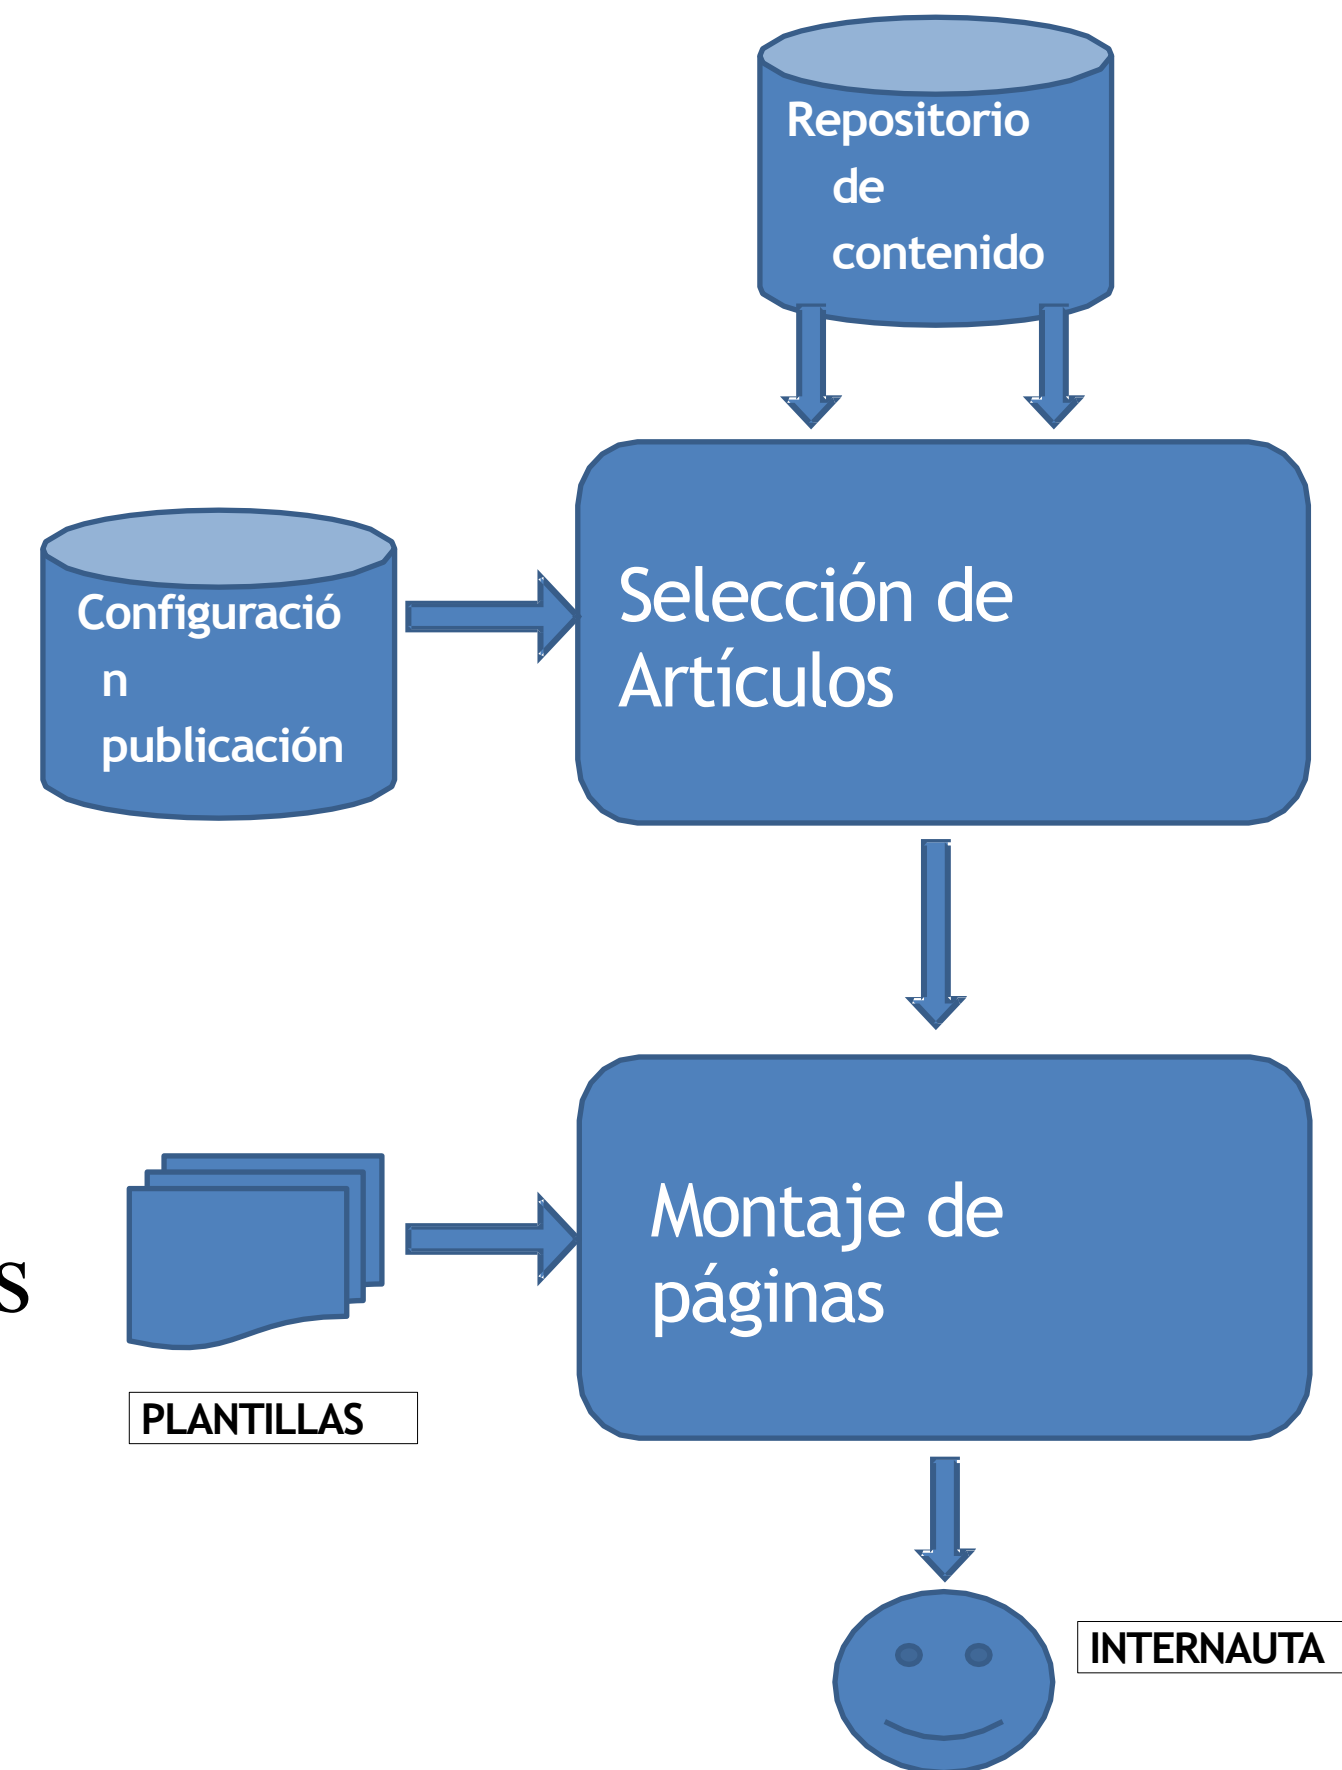 Repositorio
de
contenido
Configuració
n
publicación
Selección de
Artículos
Montaje de
páginas
s
PLANTILLAS
INTERNAUTA